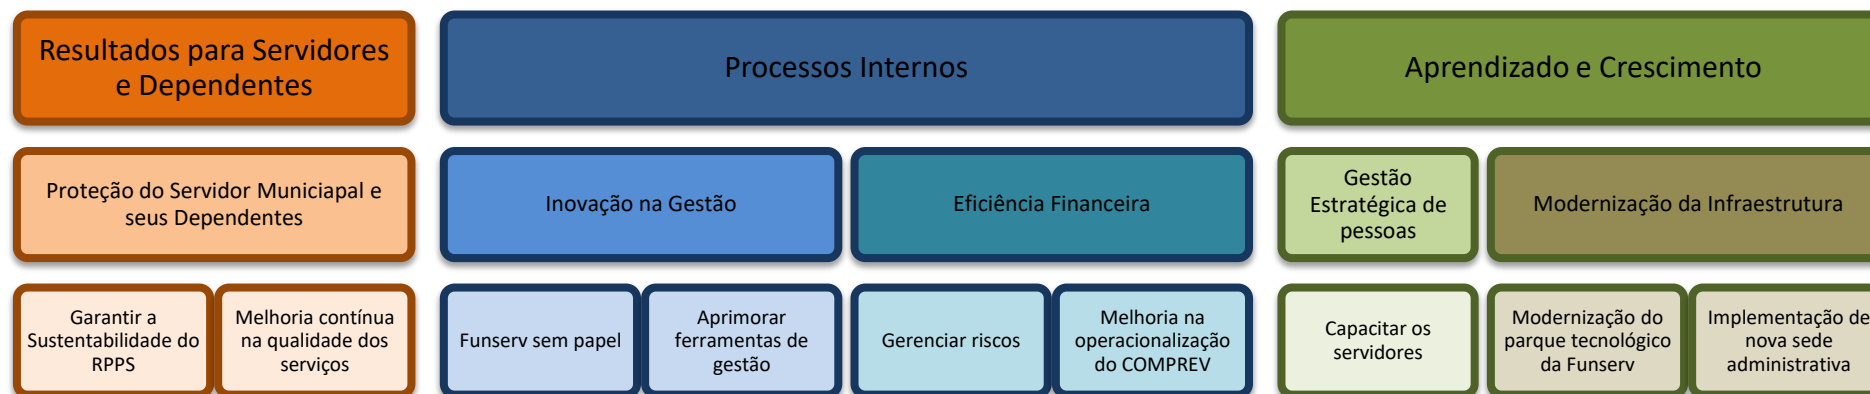 Resultados para Servidores
e Dependentes
Processos Internos
Aprendizado e Crescimento
Proteção do Servidor Municiapal e
seus Dependentes
Inovação na Gestão
Eficiência Financeira
Gestão
Estratégica de
pessoas
Modernização da Infraestrutura
Garantir a
Sustentabilidade do
RPPS
Melhoria contínua
na qualidade dos
serviços
Funserv sem papel
Aprimorar
ferramentas de
gestão
Gerenciar riscos
Melhoria na
operacionalização
do COMPREV
Capacitar os
servidores
Modernização do
parque tecnológico
da Funserv
Implementação de
nova sede
administrativa